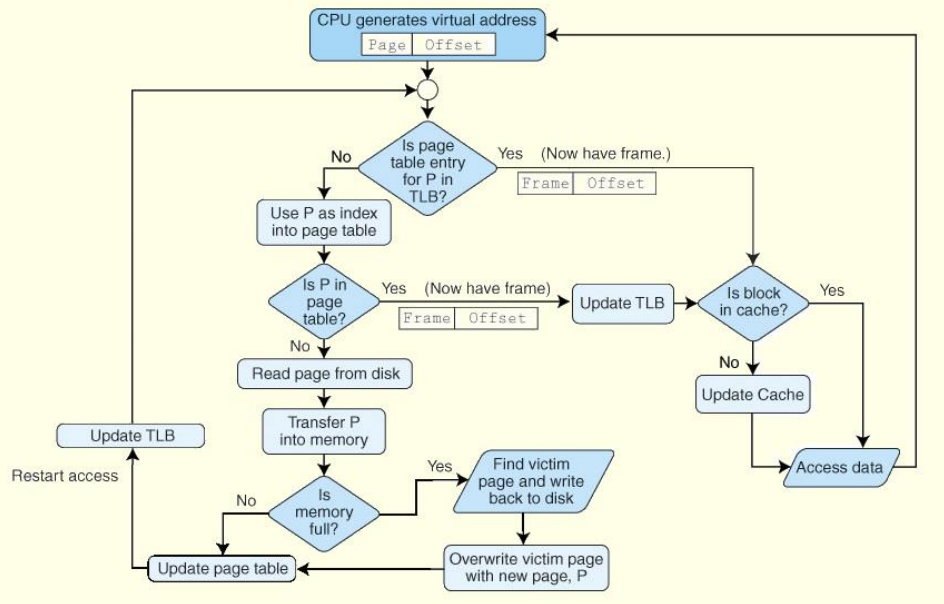 CPU generates virtual address
Page Offset
Is page
table entry
for P in
TLB?
No
Yes (Now have frame.)
Frame Offset
Use P as index
into page table
Is P in
page
table?
Yes (Now have frame)
Frame Offset
Update TLB
Is block
in cache?
Yes
No
Update Cache
Access data
No
Read page from disk
Transfer P
into memory
Update TLB
Restart access
Is
memory
full?
No
Yes
Find victim
page and write
back to disk
Overwrite victim page
with new page, P
Update page table